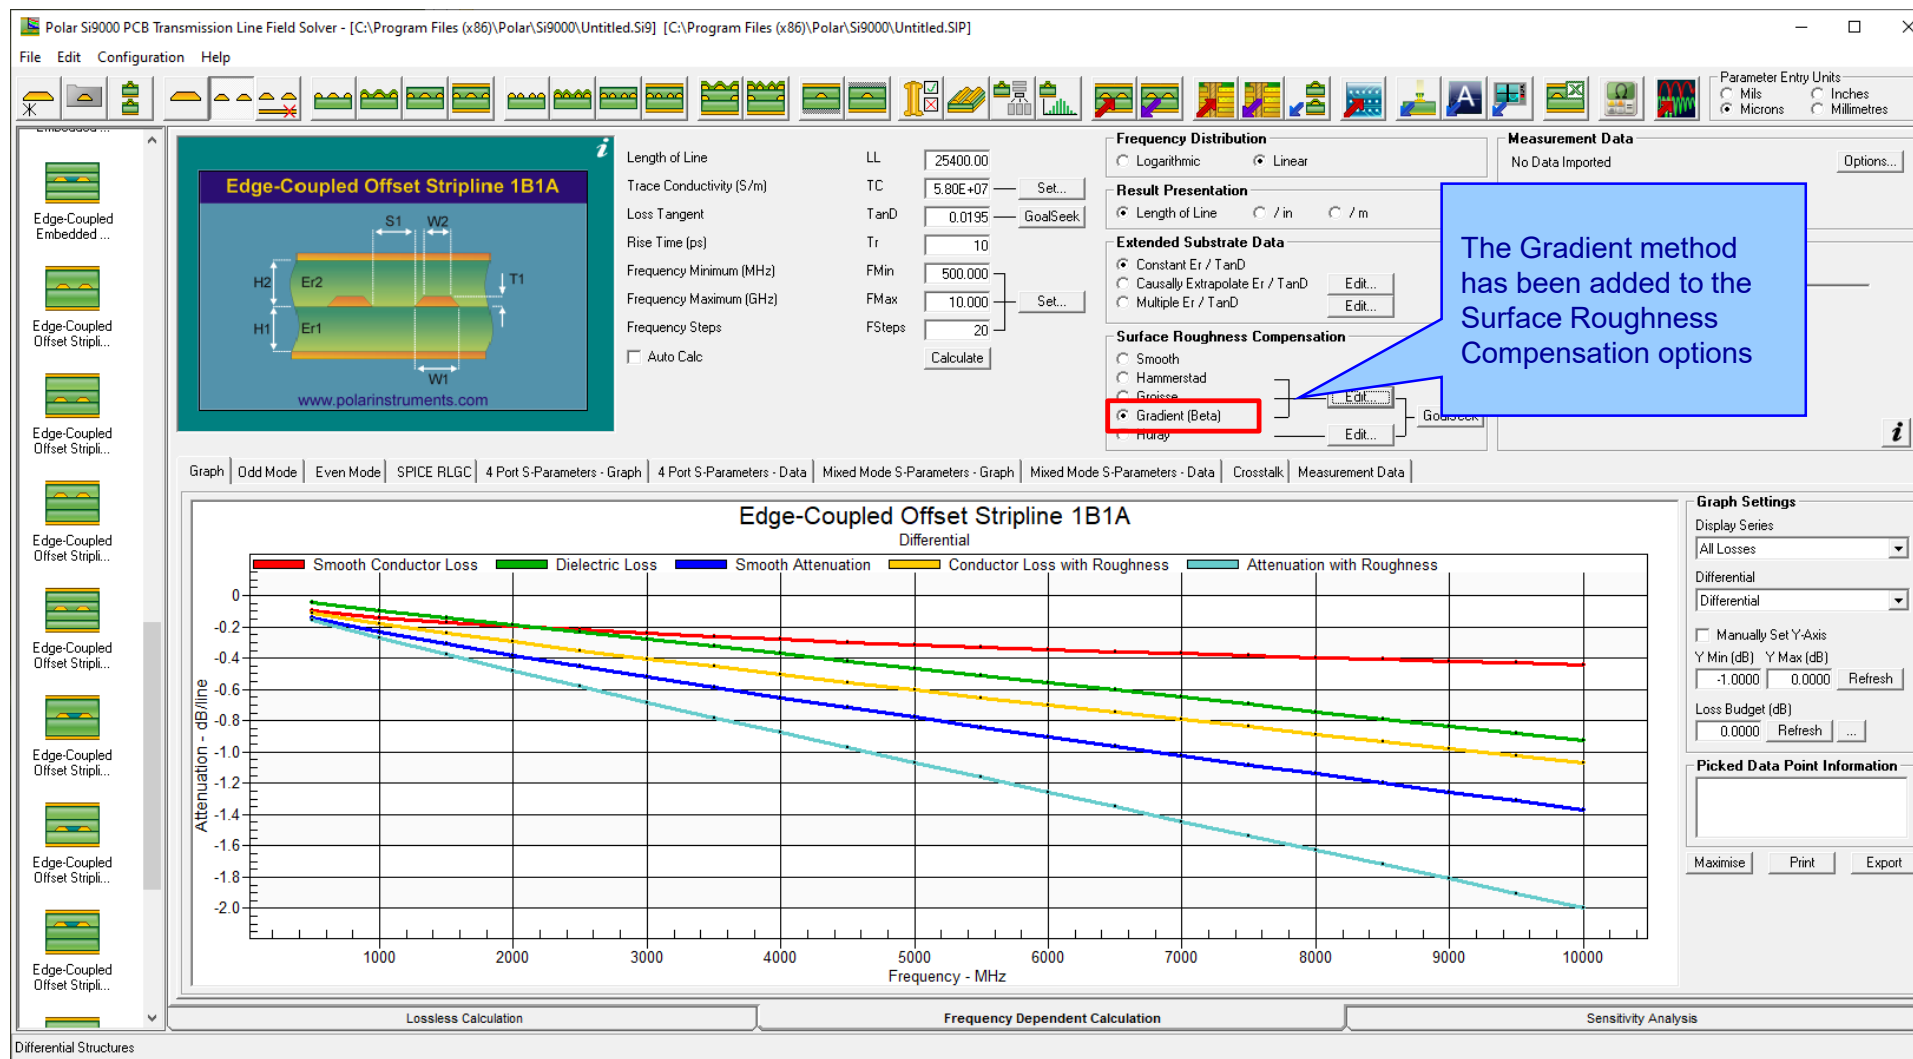 Polar Si9000 PCB Transmission Line Field Solver - [C:\Program Files (x86)\Polar\Si9000\Untitled.Si9] [C:\Program Files (x86)\Polar\Si9000\Untitled.SIP]
File Edit Configuration Help
Parameter Entry Units
Mils Inches
Microns Millimetres
Edge-Coupled
Embedded ...
Edge-Coupled
Offset Stripli...
Edge-Coupled
Offset Stripli...
Edge-Coupled
Offset Stripli...
Edge-Coupled
Offset Stripli...
Edge-Coupled
Offset Stripli...
Edge-Coupled
Offset Stripli...
Edge-Coupled
Offset Stripli...
Edge-Coupled Offset Stripline 1B1A
S1 W2
H2 Er2 T1
H1 Er1
W1
www.polarinstruments.com
Length of Line LL 25400.00
Trace Conductivity (S/m) TC 5.80E+07 Set...
Loss Tangent TanD 0.0195 GoalSeek
Rise Time (ps) Tr 10
Frequency Minimum (MHz) FMin 500.000
Frequency Maximum (GHz) FMax 10.000 Set...
Frequency Steps FSteps 20
Auto Calc Calculate
Frequency Distribution
Logarithmic Linear
Result Presentation
Length of Line / in / m
Extended Substrate Data
Constant Er / TanD
Causally Extrapolate Er / TanD Edit...
Multiple Er / TanD Edit...
Surface Roughness Compensation
Smooth
Hammerstad
Groisse Edit...
Gradient (Beta) GoalSeek
Huray Edit...
Measurement Data
No Data Imported Options...
The Gradient method
has been added to the
Surface Roughness
Compensation options
Graph Odd Mode Even Mode SPICE RLGC 4 Port S-Parameters - Graph 4 Port S-Parameters - Data Mixed Mode S-Parameters - Graph Mixed Mode S-Parameters - Data Crosstalk Measurement Data
Edge-Coupled Offset Stripline 1B1A
Differential
Smooth Conductor Loss Dielectric Loss Smooth Attenuation Conductor Loss with Roughness Attenuation with Roughness
0
-0.2
-0.4
-0.6
-0.8
-1.0
-1.2
-1.4
-1.6
-1.8
-2.0
Attenuation - dB/line
1000 2000 3000 4000 5000 6000 7000 8000 9000 10000
Frequency - MHz
Graph Settings
Display Series
All Losses
Differential
Differential
Manually Set Y-Axis
Y Min (dB) Y Max (dB)
-1.0000 0.0000 Refresh
Loss Budget (dB)
0.0000 Refresh ...
Picked Data Point Information
Maximise Print Export
Lossless Calculation Frequency Dependent Calculation Sensitivity Analysis
Differential Structures